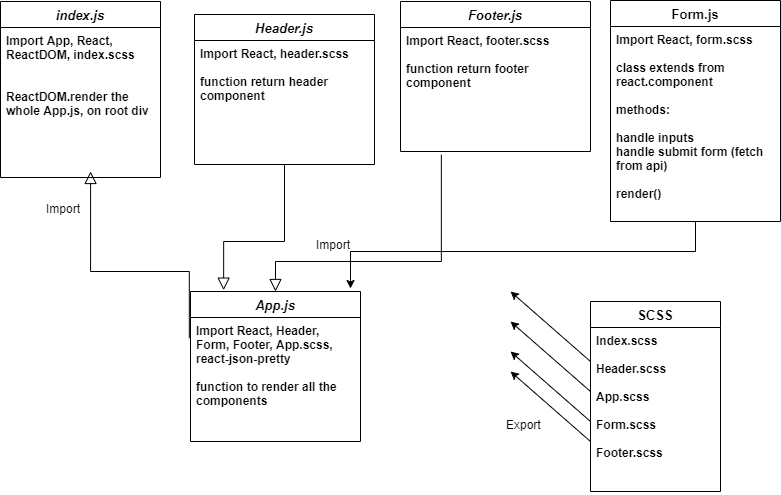 index.js
Import App, React,
ReactDOM, index.scss
ReactDOM.render the
whole App.js, on root div
Header.js
Import React, header.scss
function return header
component
Footer.js
Import React, footer.scss
function return footer
component
Form.js
Import React, form.scss
class extends from
react.component
methods:
handle inputs
handle submit form (fetch
from api)
render()
Import
Import
App.js
Import React, Header,
Form, Footer, App.scss,
react-json-pretty
function to render all the
components
SCSS
Index.scss
Header.scss
App.scss
Form.scss
Footer.scss
Export